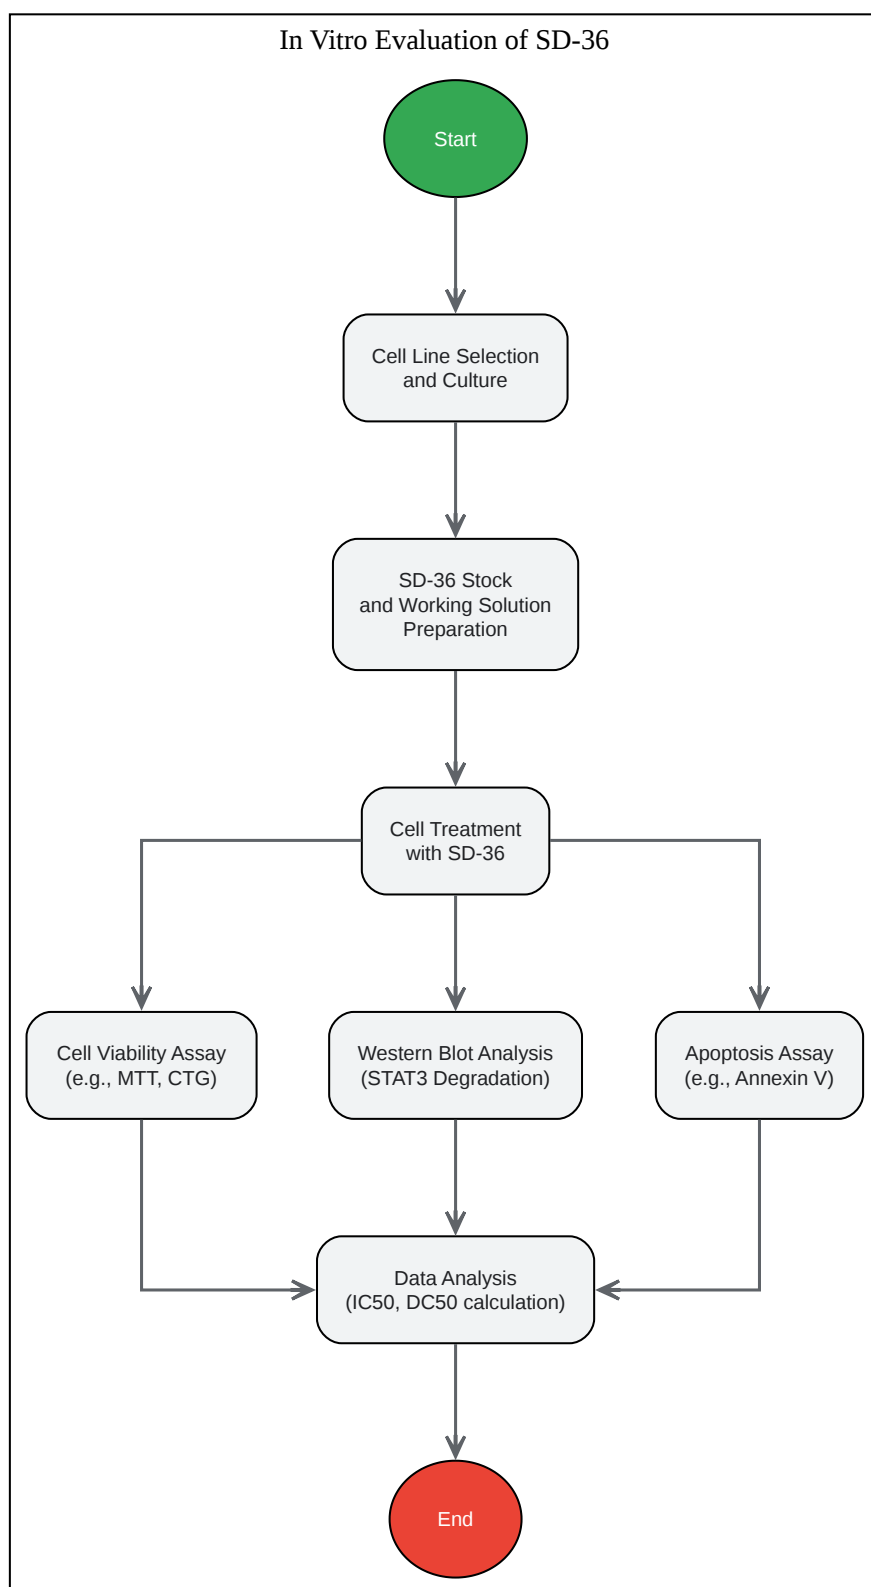 In Vitro Evaluation of SD-36
Start
Cell Line Selection
and Culture
SD-36 Stock
and Working Solution
Preparation
Cell Treatment
with SD-36
Cell Viability Assay
(e.g., MTT, CTG)
Western Blot Analysis
(STAT3 Degradation)
Apoptosis Assay
(e.g., Annexin V)
Data Analysis
(IC50, DC50 calculation)
End